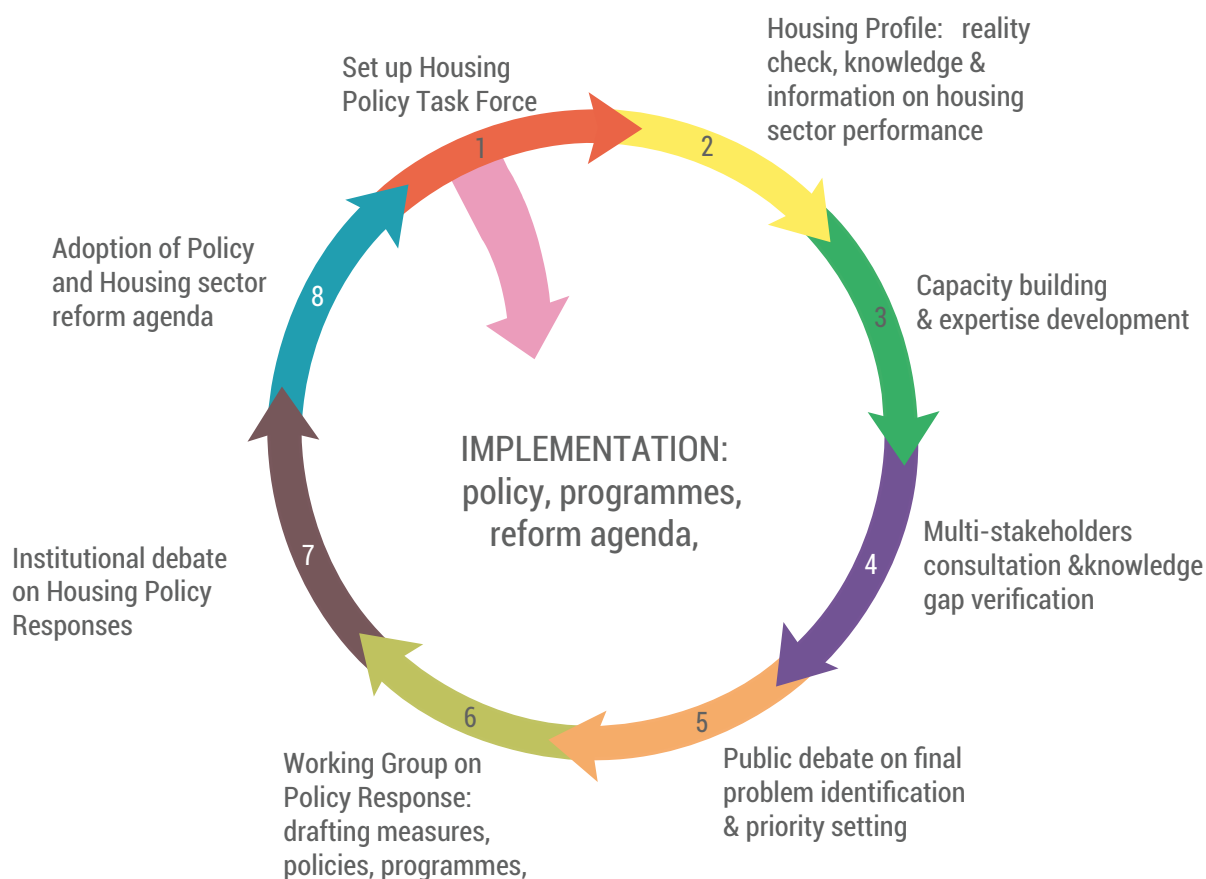 Set up Housing
Policy Task Force
1
Housing Profile: reality
check, knowledge &
information on housing
sector performance
2
Capacity building
& expertise development
3
Multi-stakeholders
consultation &knowledge
gap verification
4
Public debate on final
problem identification
& priority setting
5
Working Group on
Policy Response:
drafting measures,
policies, programmes,
6
Institutional debate
on Housing Policy
Responses
7
Adoption of Policy
and Housing sector
reform agenda
8
IMPLEMENTATION:
policy, programmes,
reform agenda,